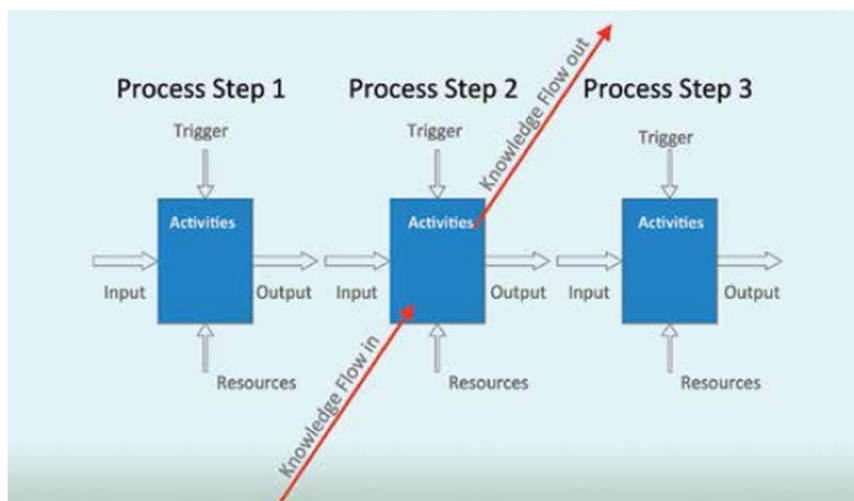 Process Step 1
Process Step 2
Process Step 3
Trigger
Trigger
Trigger
Knowledge Flow out
Activities
Activities
Activities
Input
Output
Input
Output
Input
Output
Knowledge Flow in
Resources
Resources
Resources